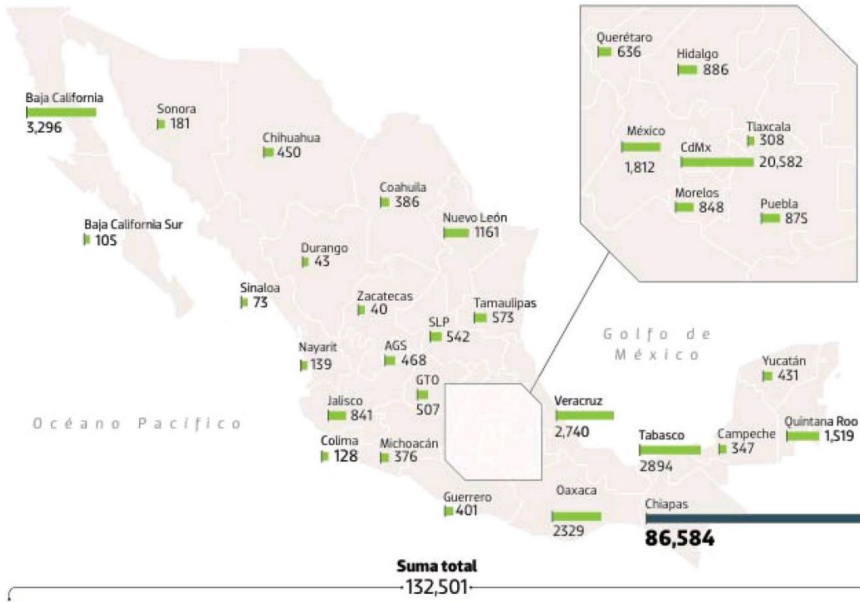 Baja California
3,296
Sonora
181
Chihuahua
450
Coahuila
386
Nuevo León
1161
Baja California Sur
105
Durango
43
Sinaloa
73
Zacatecas
40
Tamaulipas
573
SLP
542
Nayarit
139
AGS
468
GTO
507
Jalisco
841
Colima
128
Michoacán
376
Guerrero
401
Querétaro
636
Hidalgo
886
México
1,812
CdMx
20,582
Tlaxcala
308
Morelos
848
Puebla
875
Golfo de
México
Océano Pacífico
Veracruz
2,740
Yucatán
431
Quintana Roo
1,519
Campeche
347
Tabasco
2894
Oaxaca
2329
Chiapas
86,584
Suma total
132,501